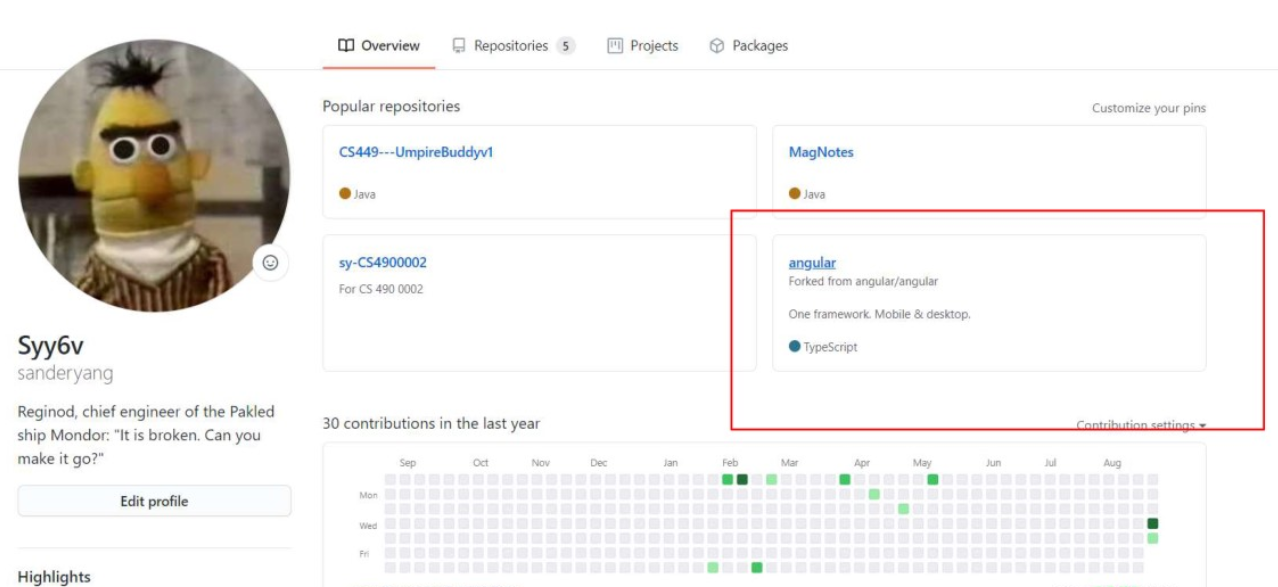 Overview
Repositories 5
Projects
Packages
Popular repositories
Customize your pins
CS449---UmpireBuddyv1
Java
MagNotes
Java
sy-CS4900002
For CS 490 0002
angular
Forked from angular/angular
One framework. Mobile & desktop.
TypeScript
Syy6v
sanderyang
Reginod, chief engineer of the Pakled
ship Mondor: "It is broken. Can you
make it go?"
Edit profile
Highlights
30 contributions in the last year
Contribution settings
Sep Oct Nov Dec Jan Feb Mar Apr May Jun Jul Aug
Mon
Wed
Fri